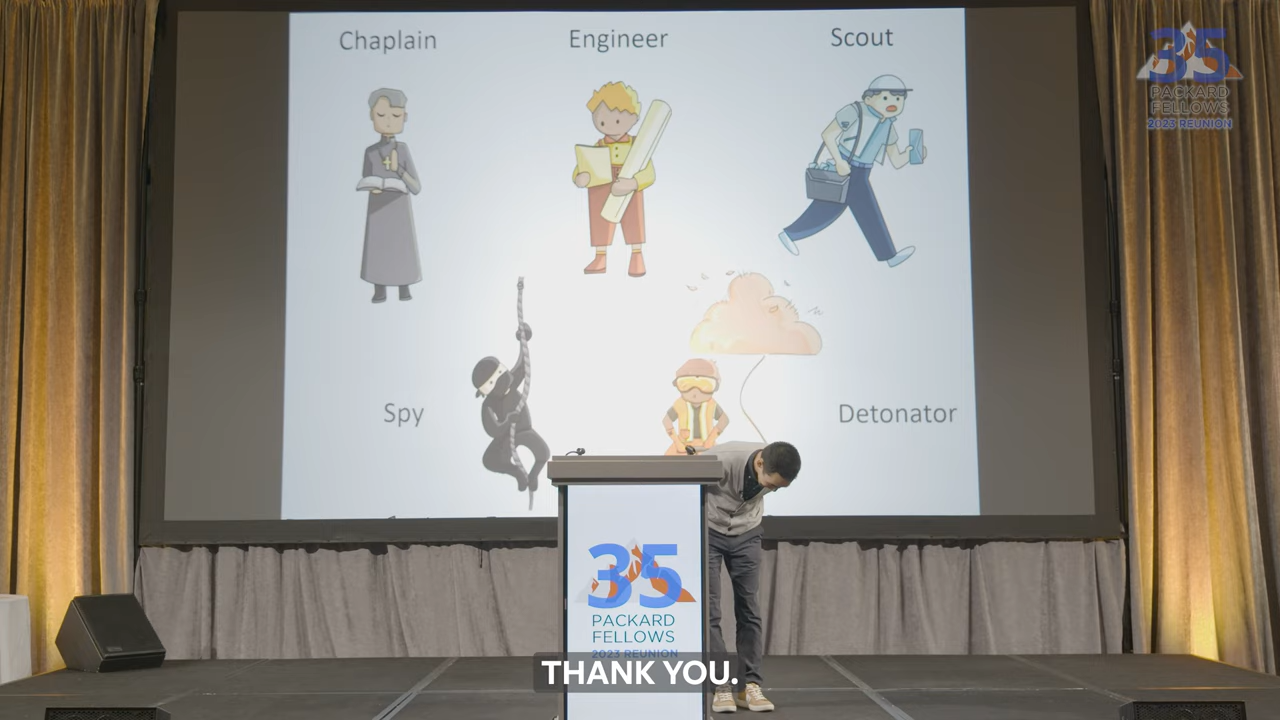 Chaplain
Engineer
Scout
Spy
Detonator
35
PACKARD
FELLOWS
2023 REUNION
35
PACKARD
FELLOWS
2023 REUNION
THANK YOU.